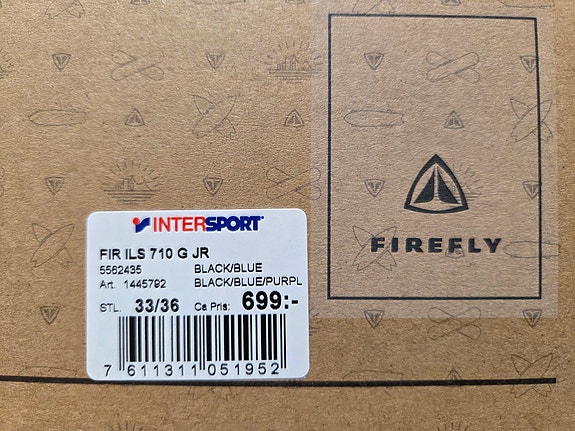 FIREFLY
INTERSPORT
FIR ILS 710 G JR
5562435 BLACK/BLUE
Art. 1445792 BLACK/BLUE/PURPL
STL. 33/36 Ca Pris: 699:-
7 611311 051952